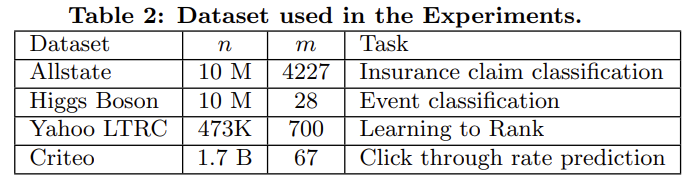 Table 2: Dataset used in the Experiments.
Dataset n m Task
Allstate 10 M 4227 Insurance claim classification
Higgs Boson 10 M 28 Event classification
Yahoo LTRC 473K 700 Learning to Rank
Criteo 1.7 B 67 Click through rate prediction